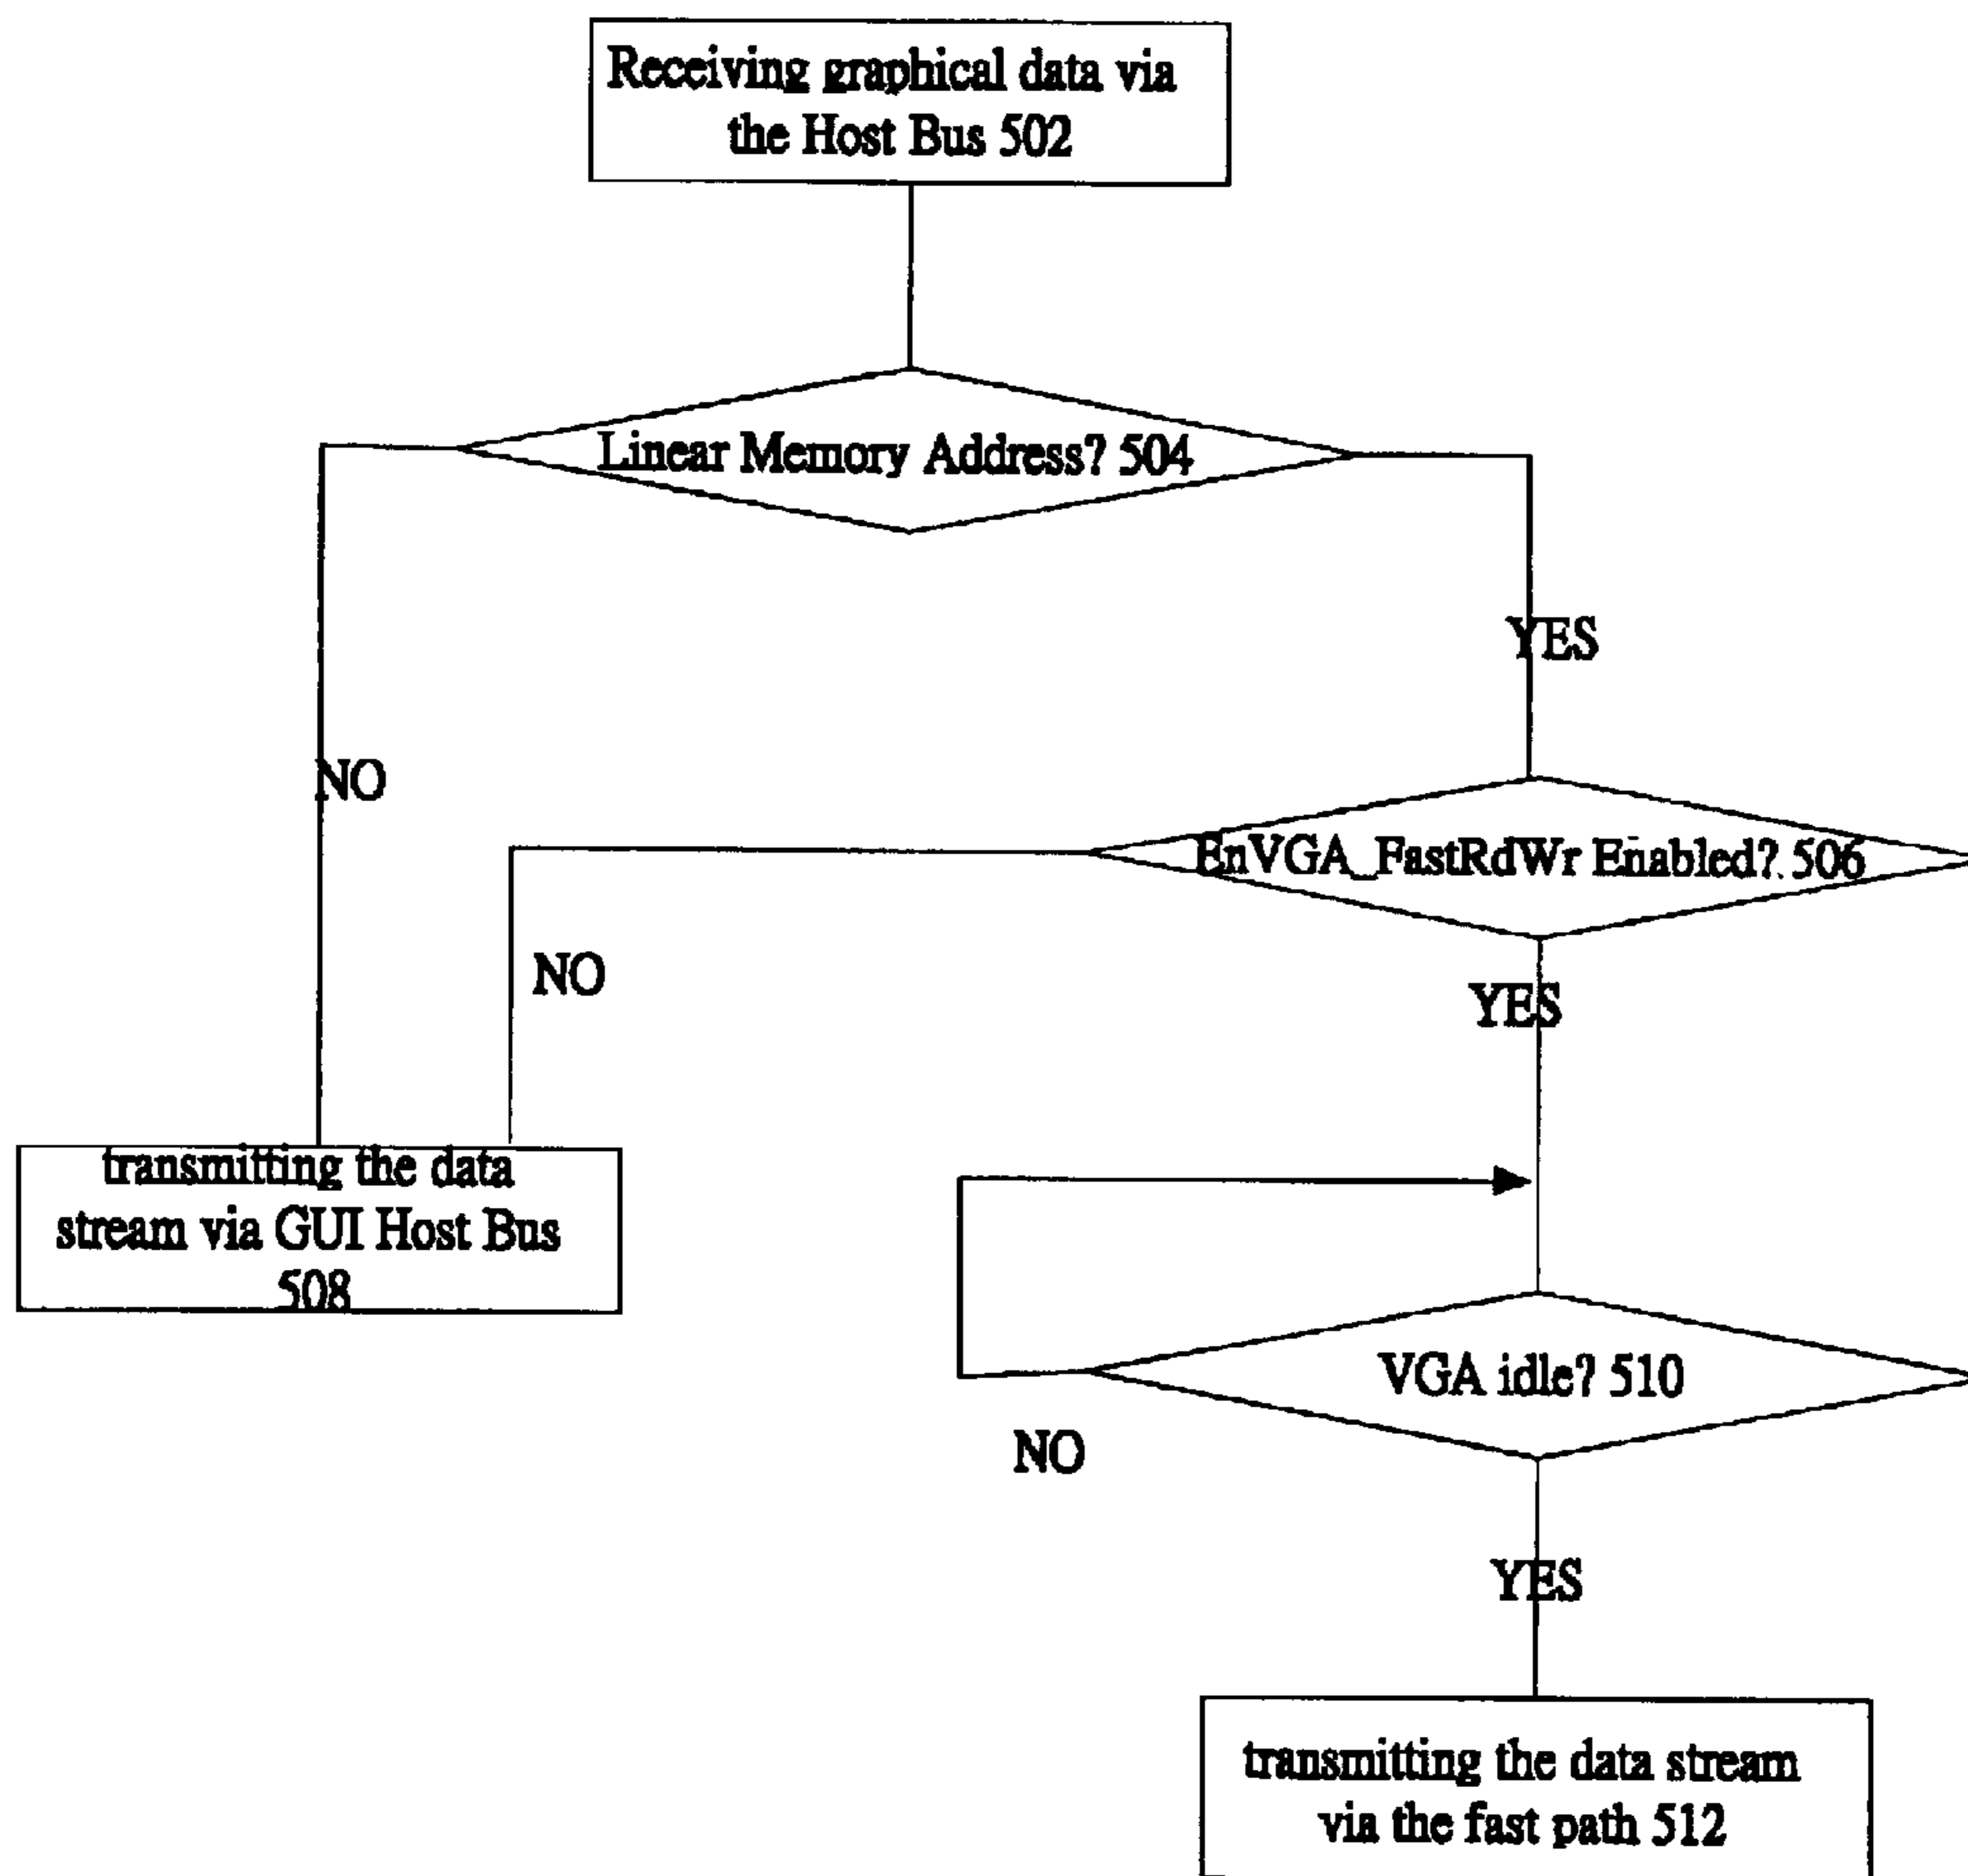 Receiving graphical data via
the Host Bus 502
Linear Memory Address? 504
YES
NO
EnVGA_FastRdWr Enabled? 506
NO
YES
transmitting the data
stream via GUI Host Bus
508
VGA idle? 510
NO
YES
transmitting the data stream
via the fast path 512